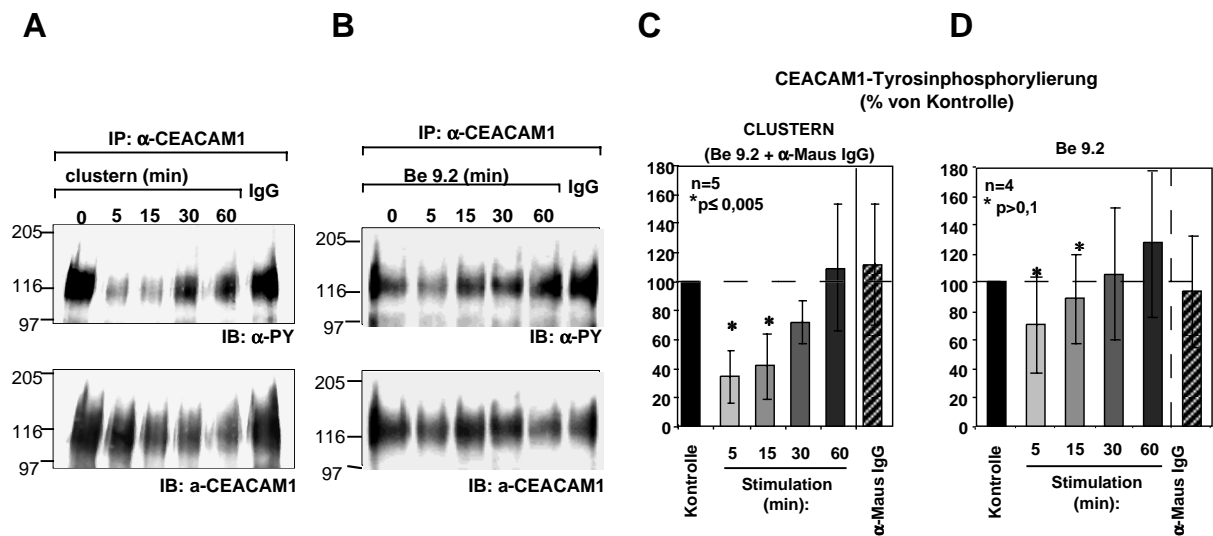 A
B
C
D
IP: α-CEACAM1
clustern (min)
IgG
0 5 15 30 60
205
116
97
IB: α-PY
205
116
97
IB: a-CEACAM1
IP: α-CEACAM1
Be 9.2 (min)
IgG
0 5 15 30 60
205
116
97
IB: α-PY
205
116
97
IB: a-CEACAM1
CEACAM1-Tyrosinphosphorylierung
(% von Kontrolle)
CLUSTERN
(Be 9.2 + α-Maus IgG)
180
160
140
120
100
80
60
40
20
0
n=5
*p≤ 0,005
*
*
Kontrolle
5 15 30 60
Stimulation
(min):
α-Maus IgG
Be 9.2
180
160
140
120
100
80
60
40
20
0
n=4
* p>0,1
*
*
Kontrolle
5 15 30 60
Stimulation
(min):
α-Maus IgG